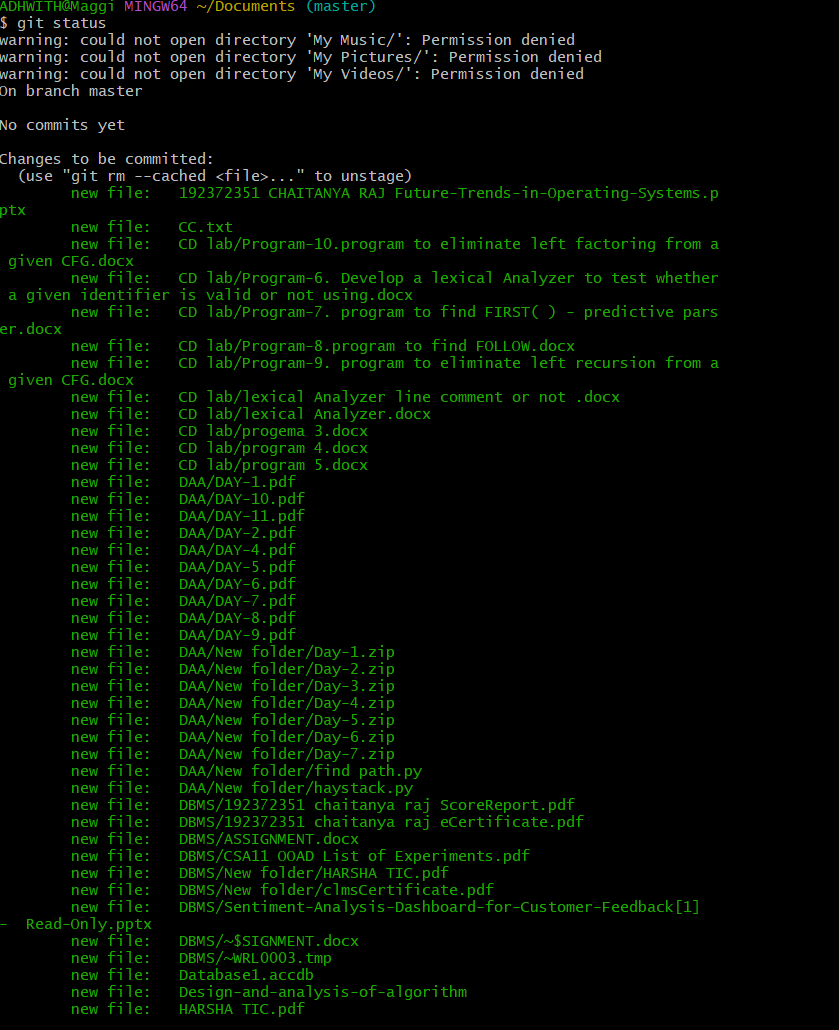 ADHWITH@Maggi MINGW64 ~/Documents (master)
$ git status
warning: could not open directory 'My Music/': Permission denied
warning: could not open directory 'My Pictures/': Permission denied
warning: could not open directory 'My Videos/': Permission denied
On branch master

No commits yet

Changes to be committed:
  (use "git rm --cached <file>..." to unstage)
        new file:   192372351 CHAITANYA RAJ Future-Trends-in-Operating-Systems.p
ptx
        new file:   CC.txt
        new file:   CD lab/Program-10.program to eliminate left factoring from a
 given CFG.docx
        new file:   CD lab/Program-6. Develop a lexical Analyzer to test whether
 a given identifier is valid or not using.docx
        new file:   CD lab/Program-7. program to find FIRST( ) - predictive pars
er.docx
        new file:   CD lab/Program-8.program to find FOLLOW.docx
        new file:   CD lab/Program-9. program to eliminate left recursion from a
 given CFG.docx
        new file:   CD lab/lexical Analyzer line comment or not .docx
        new file:   CD lab/lexical Analyzer.docx
        new file:   CD lab/progema 3.docx
        new file:   CD lab/program 4.docx
        new file:   CD lab/program 5.docx
        new file:   DAA/DAY-1.pdf
        new file:   DAA/DAY-10.pdf
        new file:   DAA/DAY-11.pdf
        new file:   DAA/DAY-2.pdf
        new file:   DAA/DAY-4.pdf
        new file:   DAA/DAY-5.pdf
        new file:   DAA/DAY-6.pdf
        new file:   DAA/DAY-7.pdf
        new file:   DAA/DAY-8.pdf
        new file:   DAA/DAY-9.pdf
        new file:   DAA/New folder/Day-1.zip
        new file:   DAA/New folder/Day-2.zip
        new file:   DAA/New folder/Day-3.zip
        new file:   DAA/New folder/Day-4.zip
        new file:   DAA/New folder/Day-5.zip
        new file:   DAA/New folder/Day-6.zip
        new file:   DAA/New folder/Day-7.zip
        new file:   DAA/New folder/find path.py
        new file:   DAA/New folder/haystack.py
        new file:   DBMS/192372351 chaitanya raj ScoreReport.pdf
        new file:   DBMS/192372351 chaitanya raj eCertificate.pdf
        new file:   DBMS/ASSIGNMENT.docx
        new file:   DBMS/CSA11 OOAD List of Experiments.pdf
        new file:   DBMS/New folder/HARSHA TIC.pdf
        new file:   DBMS/New folder/clmsCertificate.pdf
        new file:   DBMS/Sentiment-Analysis-Dashboard-for-Customer-Feedback[1]
-  Read-Only.pptx
        new file:   DBMS/~$SIGNMENT.docx
        new file:   DBMS/~WRL0003.tmp
        new file:   Database1.accdb
        new file:   Design-and-analysis-of-algorithm
        new file:   HARSHA TIC.pdf